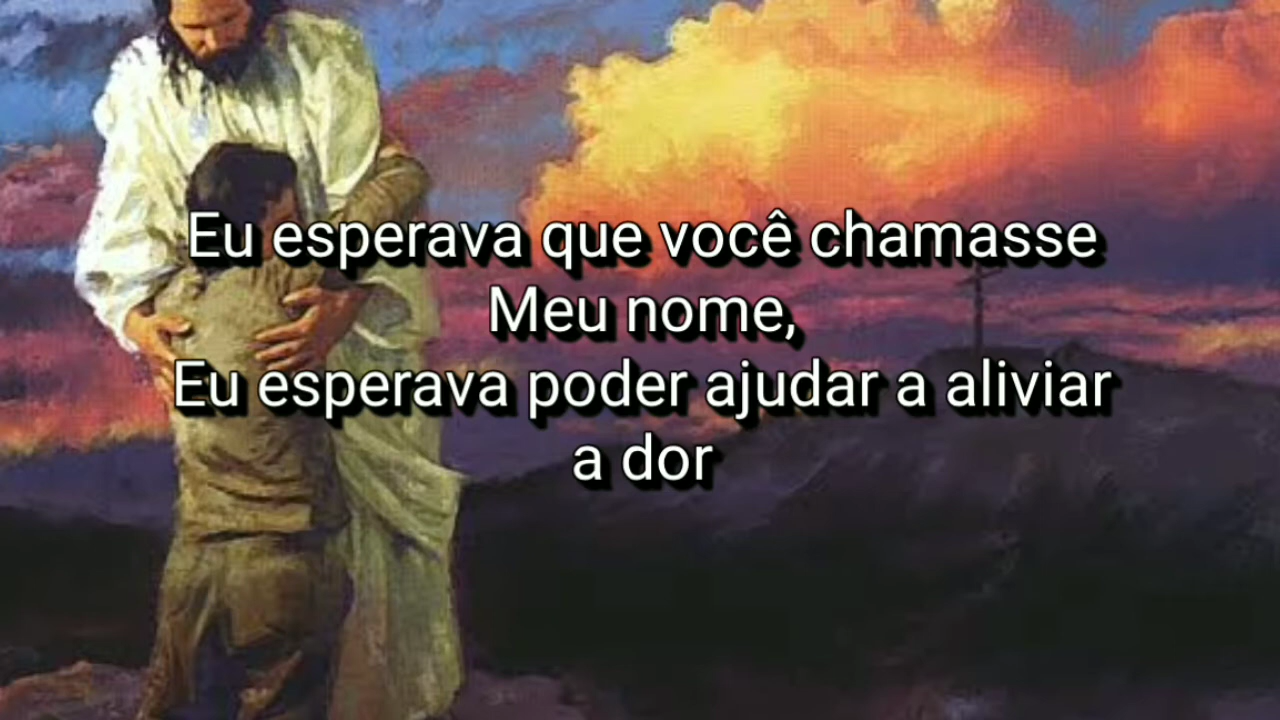 Eu esperava que você chamasse
Meu nome,
Eu esperava poder ajudar a aliviar
a dor